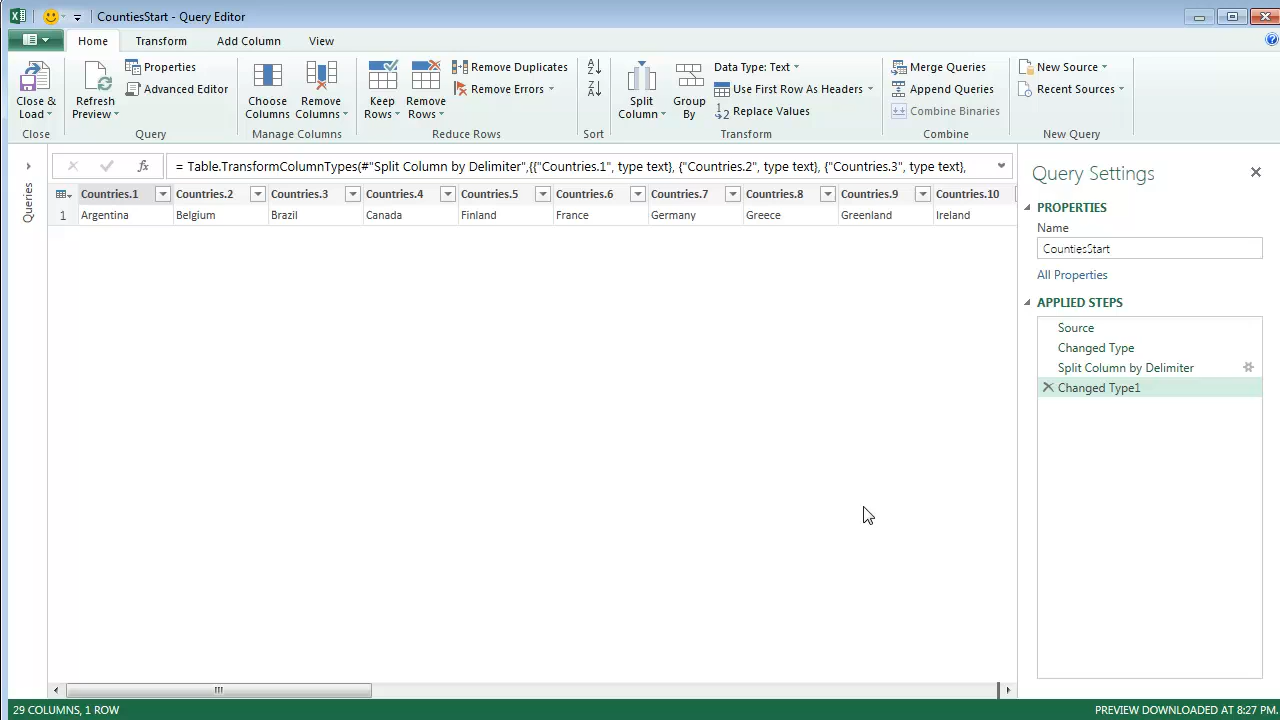 CountiesStart - Query Editor
Home Transform Add Column View
Close & Load
Refresh Preview
Properties
Advanced Editor
Choose Columns
Remove Columns
Keep Rows
Remove Rows
Remove Duplicates
Remove Errors
A Z
Z A
Split Column
Group By
Data Type: Text
Use First Row As Headers
1 2 Replace Values
Merge Queries
Append Queries
Combine Binaries
New Source
Recent Sources
Close Query Manage Columns Reduce Rows Sort Transform Combine New Query
fx = Table.TransformColumnTypes(#"Split Column by Delimiter",{{"Countries.1", type text}, {"Countries.2", type text}, {"Countries.3", type text},
Queries
Countries.1 Countries.2 Countries.3 Countries.4 Countries.5 Countries.6 Countries.7 Countries.8 Countries.9 Countries.10
1 Argentina Belgium Brazil Canada Finland France Germany Greece Greenland Ireland
Query Settings
PROPERTIES
Name
CountiesStart
All Properties
APPLIED STEPS
Source
Changed Type
Split Column by Delimiter
Changed Type1
29 COLUMNS, 1 ROW
PREVIEW DOWNLOADED AT 8:27 PM.